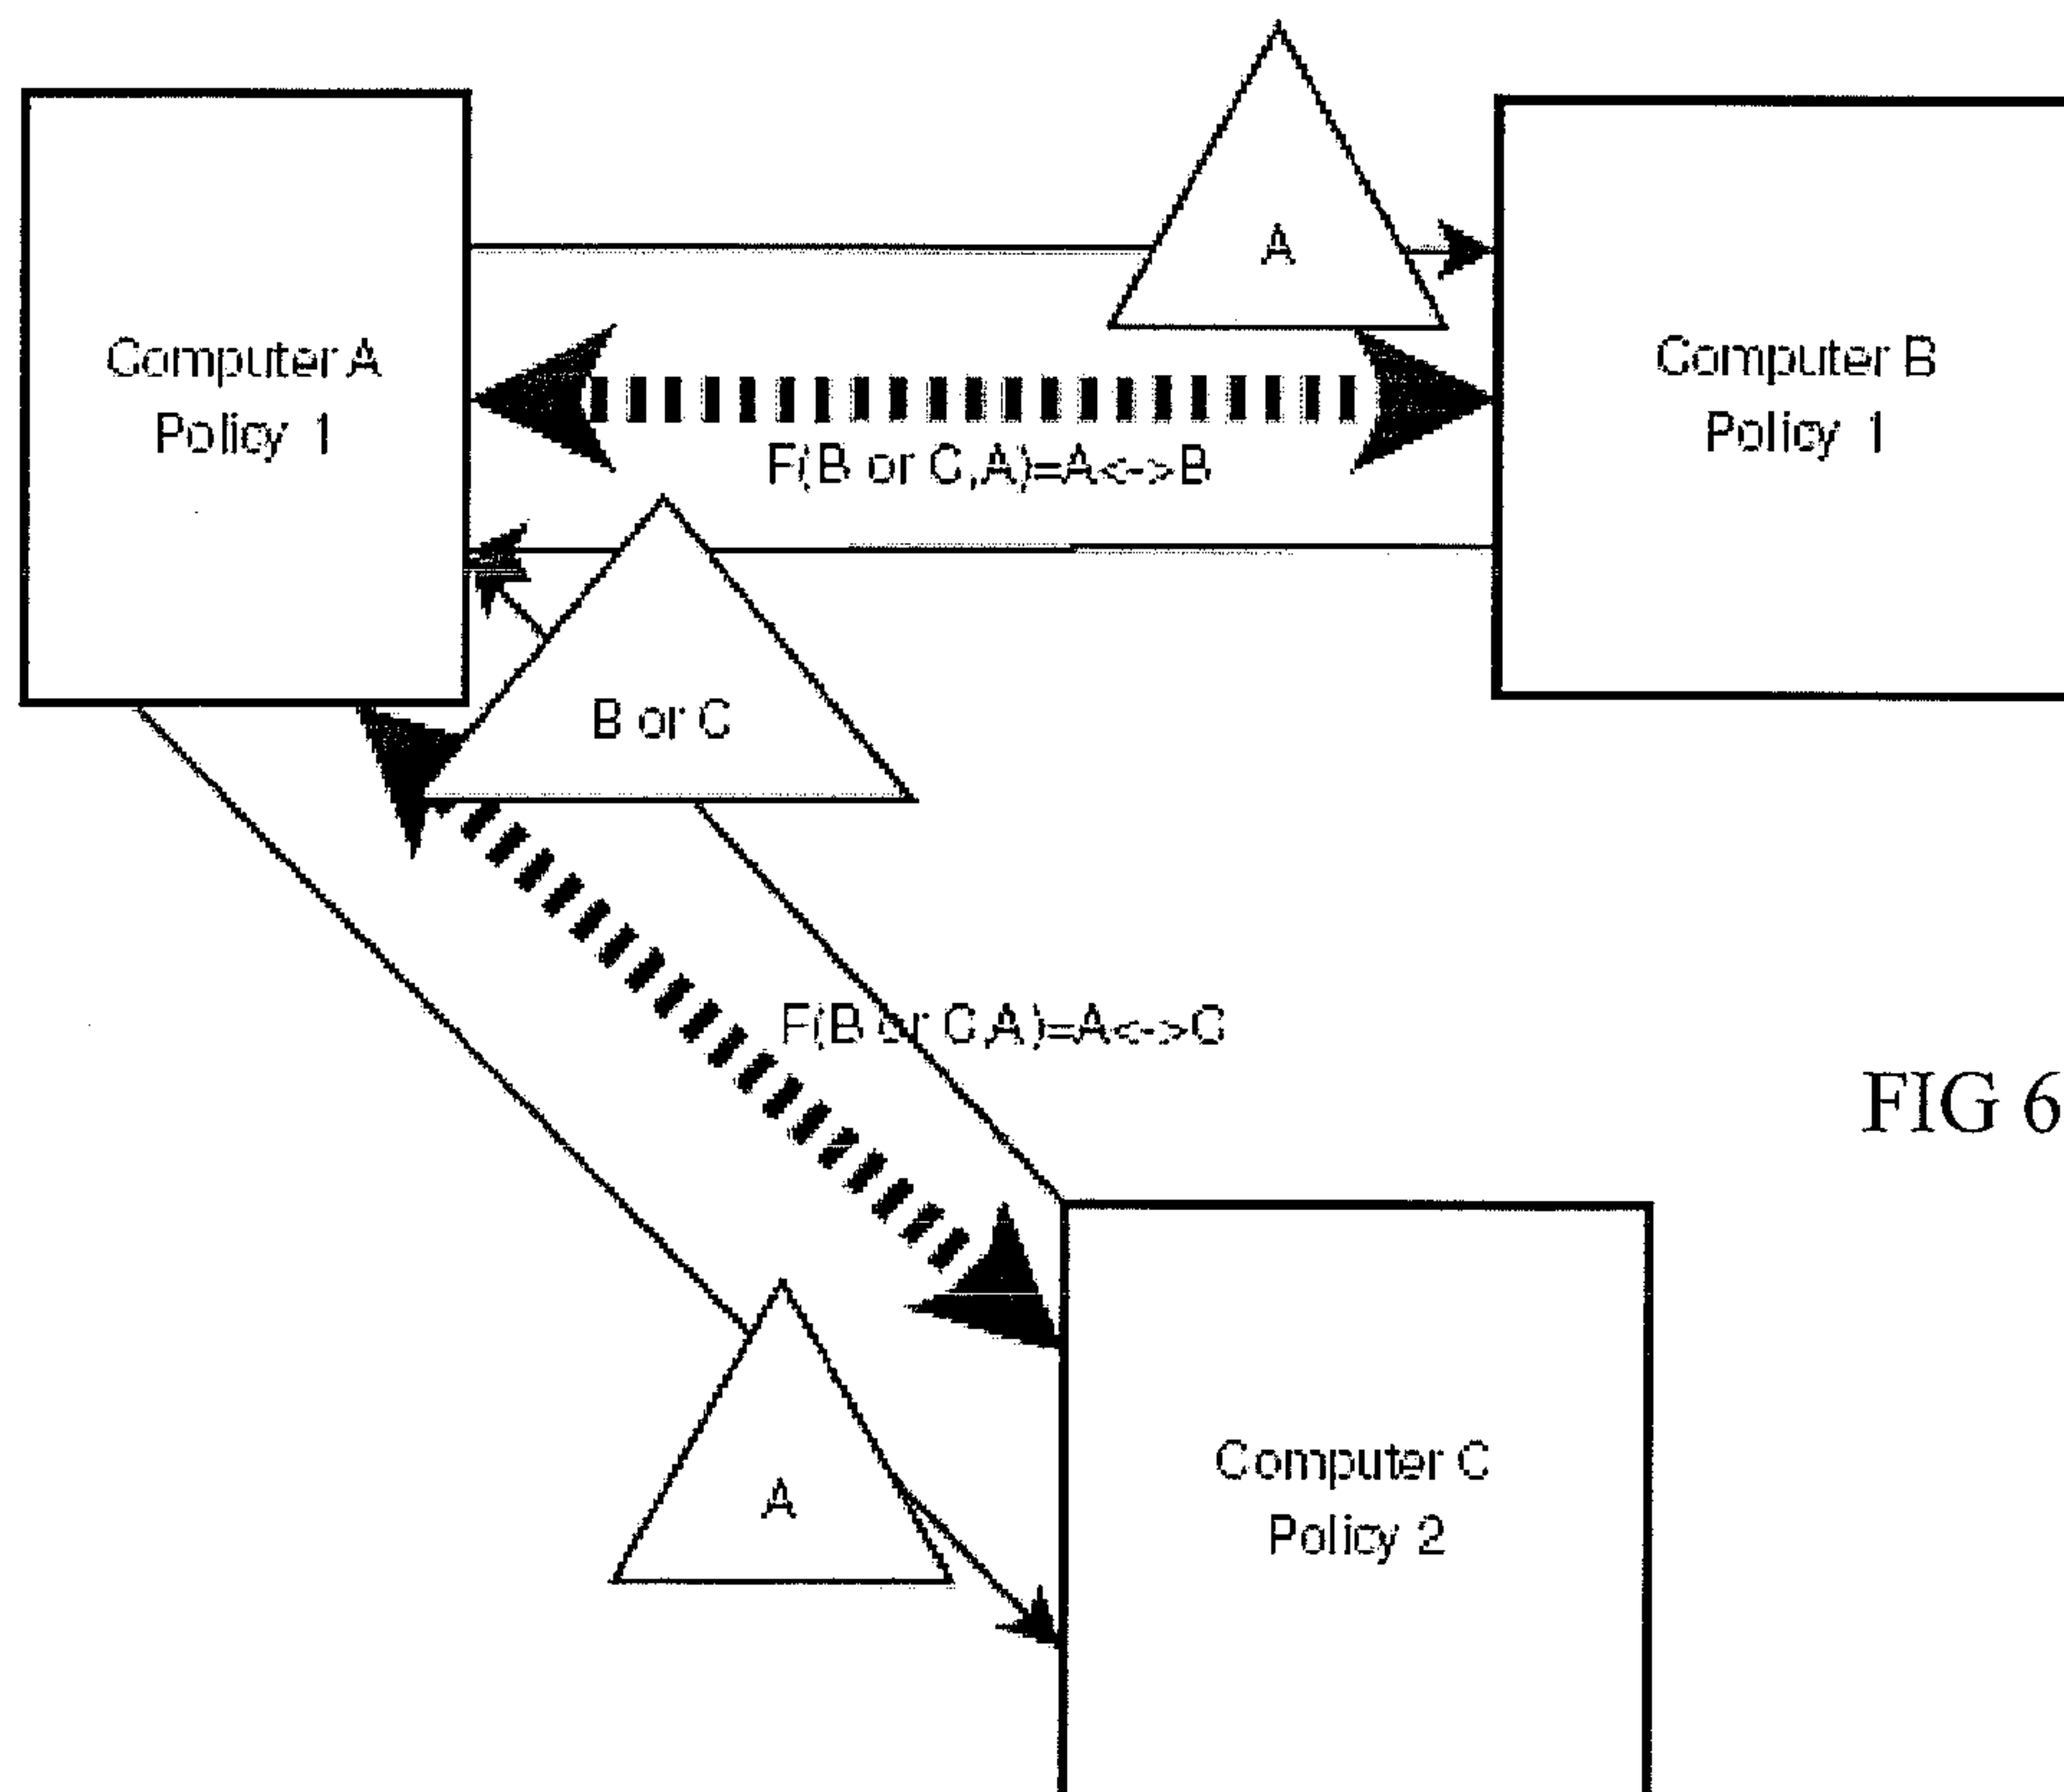 A
Computer A
Policy 1
Computer B
Policy 1
F(B or C,A)=A<->B
B or C
F(B or C,A)=A<->C
FIG 6
A
Computer C
Policy 2